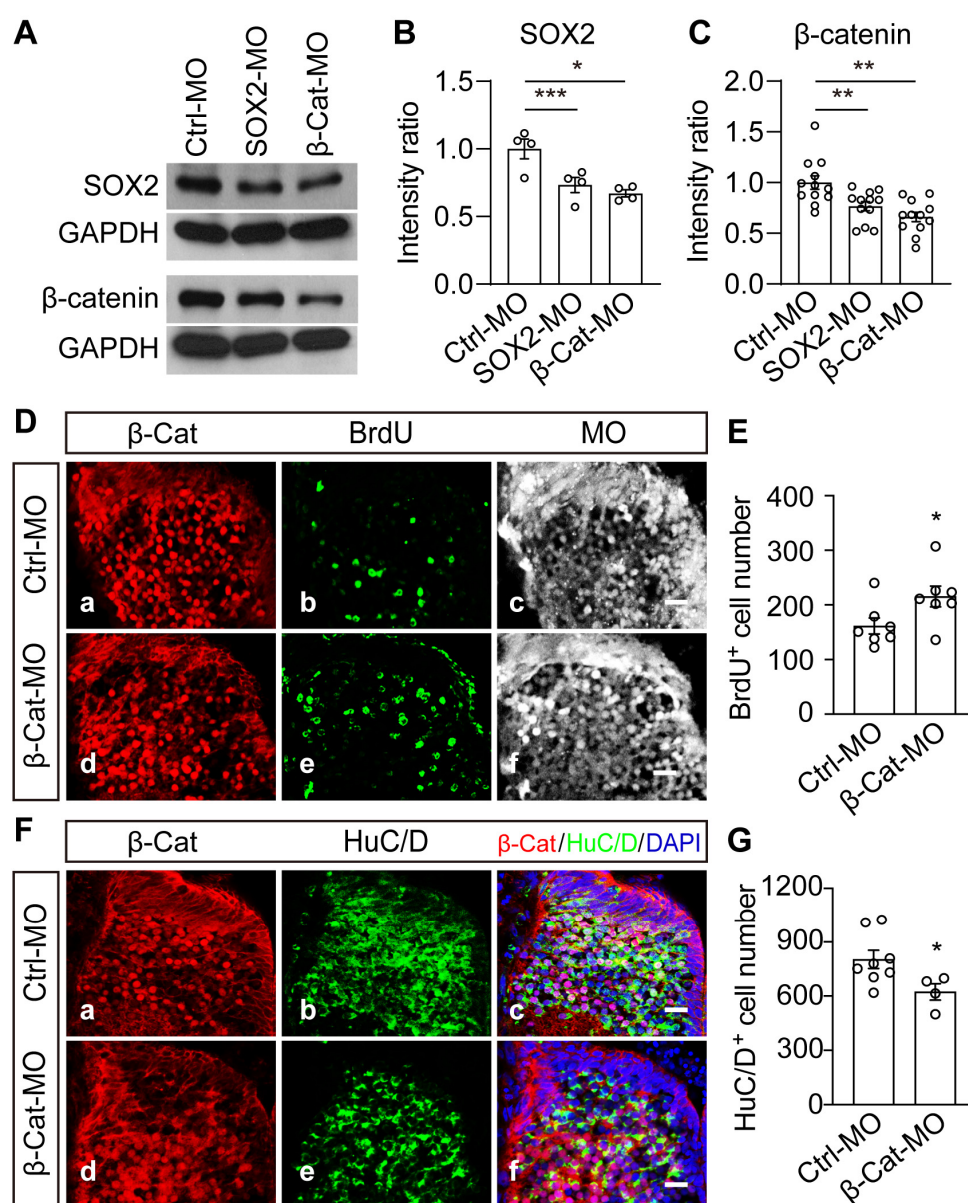 A
Ctrl-MO
SOX2-MO
β-Cat-MO
SOX2
GAPDH
β-catenin
GAPDH
B
SOX2
Intensity ratio
1.5
1.0
0.5
0.0
*
***
Ctrl-MO
SOX2-MO
β-Cat-MO
C
β-catenin
Intensity ratio
2.0
1.5
1.0
0.5
0.0
**
**
Ctrl-MO
SOX2-MO
β-Cat-MO
D
β-Cat
BrdU
MO
Ctrl-MO
a
b
c
β-Cat-MO
d
e
f
E
BrdU⁺ cell number
400
300
200
100
0
*
Ctrl-MO
β-Cat-MO
F
β-Cat
HuC/D
β-Cat/HuC/D/DAPI
Ctrl-MO
a
b
c
β-Cat-MO
d
e
f
G
HuC/D⁺ cell number
1200
900
600
300
0
*
Ctrl-MO
β-Cat-MO